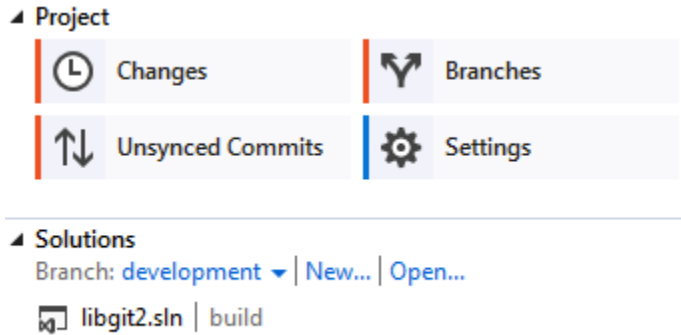 Project
Changes
Branches
Unsynced Commits
Settings
Solutions
Branch: development | New... | Open...
libgit2.sln | build